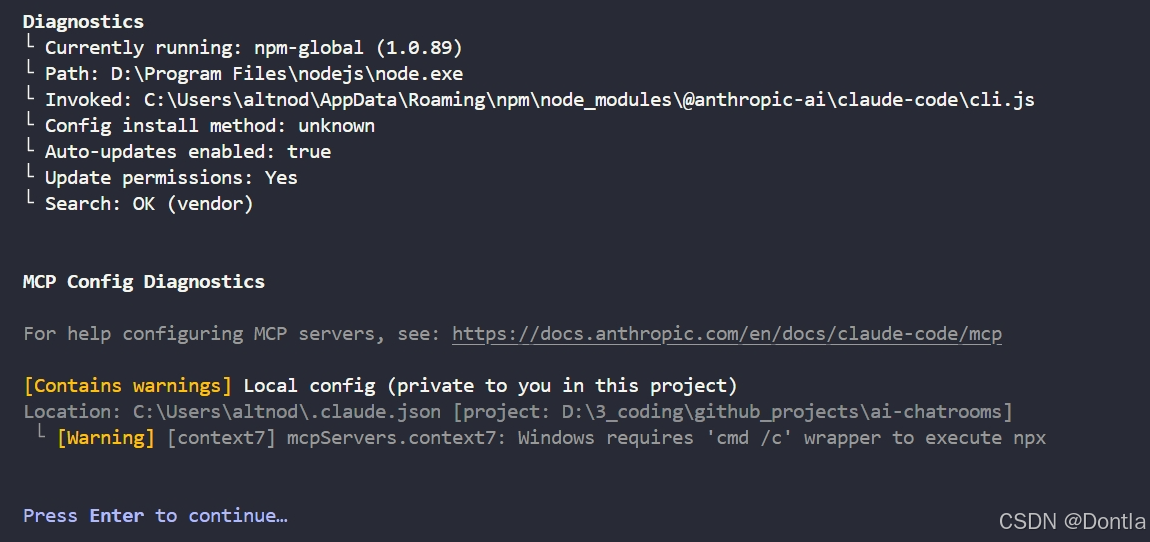 Diagnostics
└ Currently running: npm-global (1.0.89)
└ Path: D:\Program Files\nodejs\node.exe
└ Invoked: C:\Users\altnod\AppData\Roaming\npm\node_modules\@anthropic-ai\claude-code\cli.js
└ Config install method: unknown
└ Auto-updates enabled: true
└ Update permissions: Yes
└ Search: OK (vendor)
MCP Config Diagnostics
For help configuring MCP servers, see: https://docs.anthropic.com/en/docs/claude-code/mcp
[Contains warnings] Local config (private to you in this project)
Location: C:\Users\altnod\.claude.json [project: D:\3_coding\github_projects\ai-chatrooms]
└ [Warning] [context7] mcpServers.context7: Windows requires 'cmd /c' wrapper to execute npx
Press Enter to continue…
CSDN @Dontla